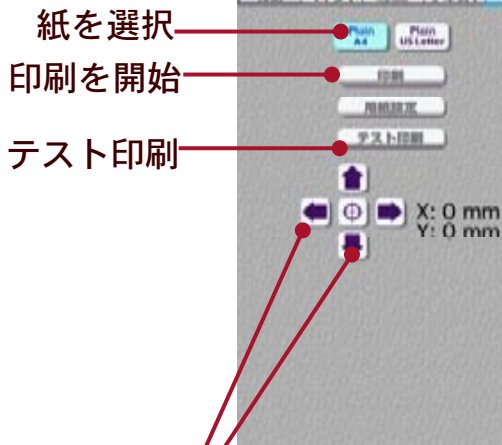 紙を選択
Plain
A4
Plain
US Letter
印刷を開始
印刷
用紙設定
テスト印刷
テスト印刷
X: 0 mm
Y: 0 mm